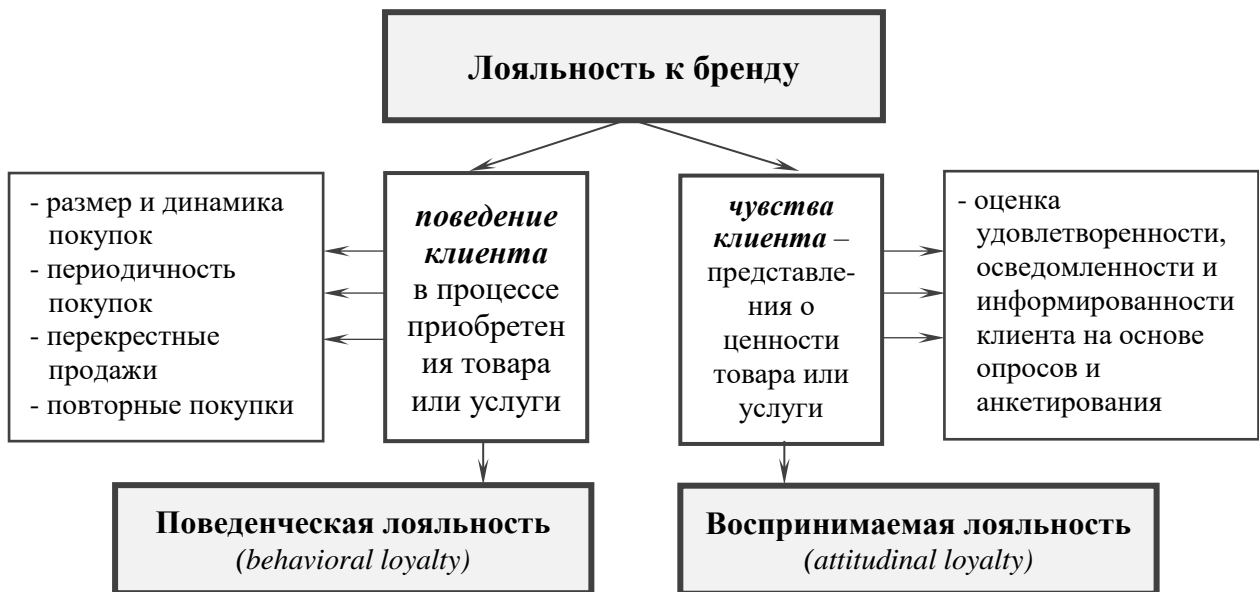 Лояльность к бренду
- размер и динамика
покупок
- периодичность
покупок
- перекрестные
продажи
- повторные покупки
поведение
клиента
в процессе
приобретен
ия товара
или услуги
чувства
клиента –
представле-
ния о
ценности
товара или
услуги
- оценка
удовлетворенности,
осведомленности и
информированности
клиента на основе
опросов и
анкетирования
Поведенческая лояльность
(behavioral loyalty)
Воспринимаемая лояльность
(attitudinal loyalty)